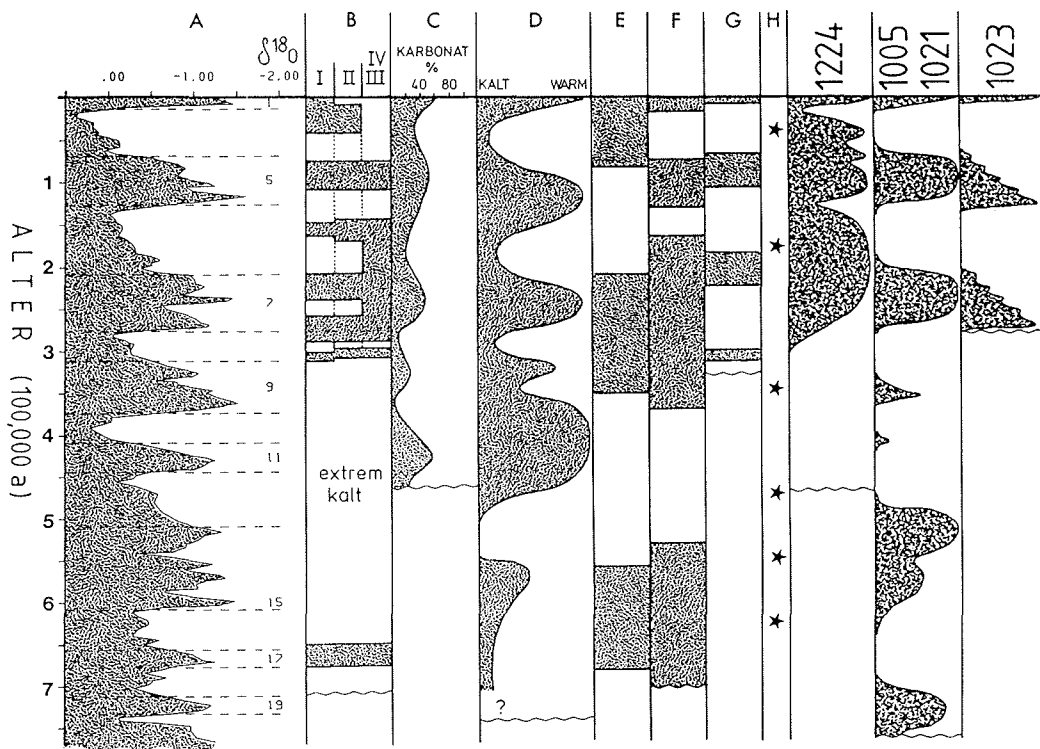 A B C D E F G H
δ18O
.00 -1.00 -2.00
I II III IV
KARBONAT
%
40 80
KALT WARM
1224
1005
1021
1023
ALTER (100,000 a)
1
2
3
4
5
6
7
1
5
7
9
11
15
17
19
extrem
kalt
?